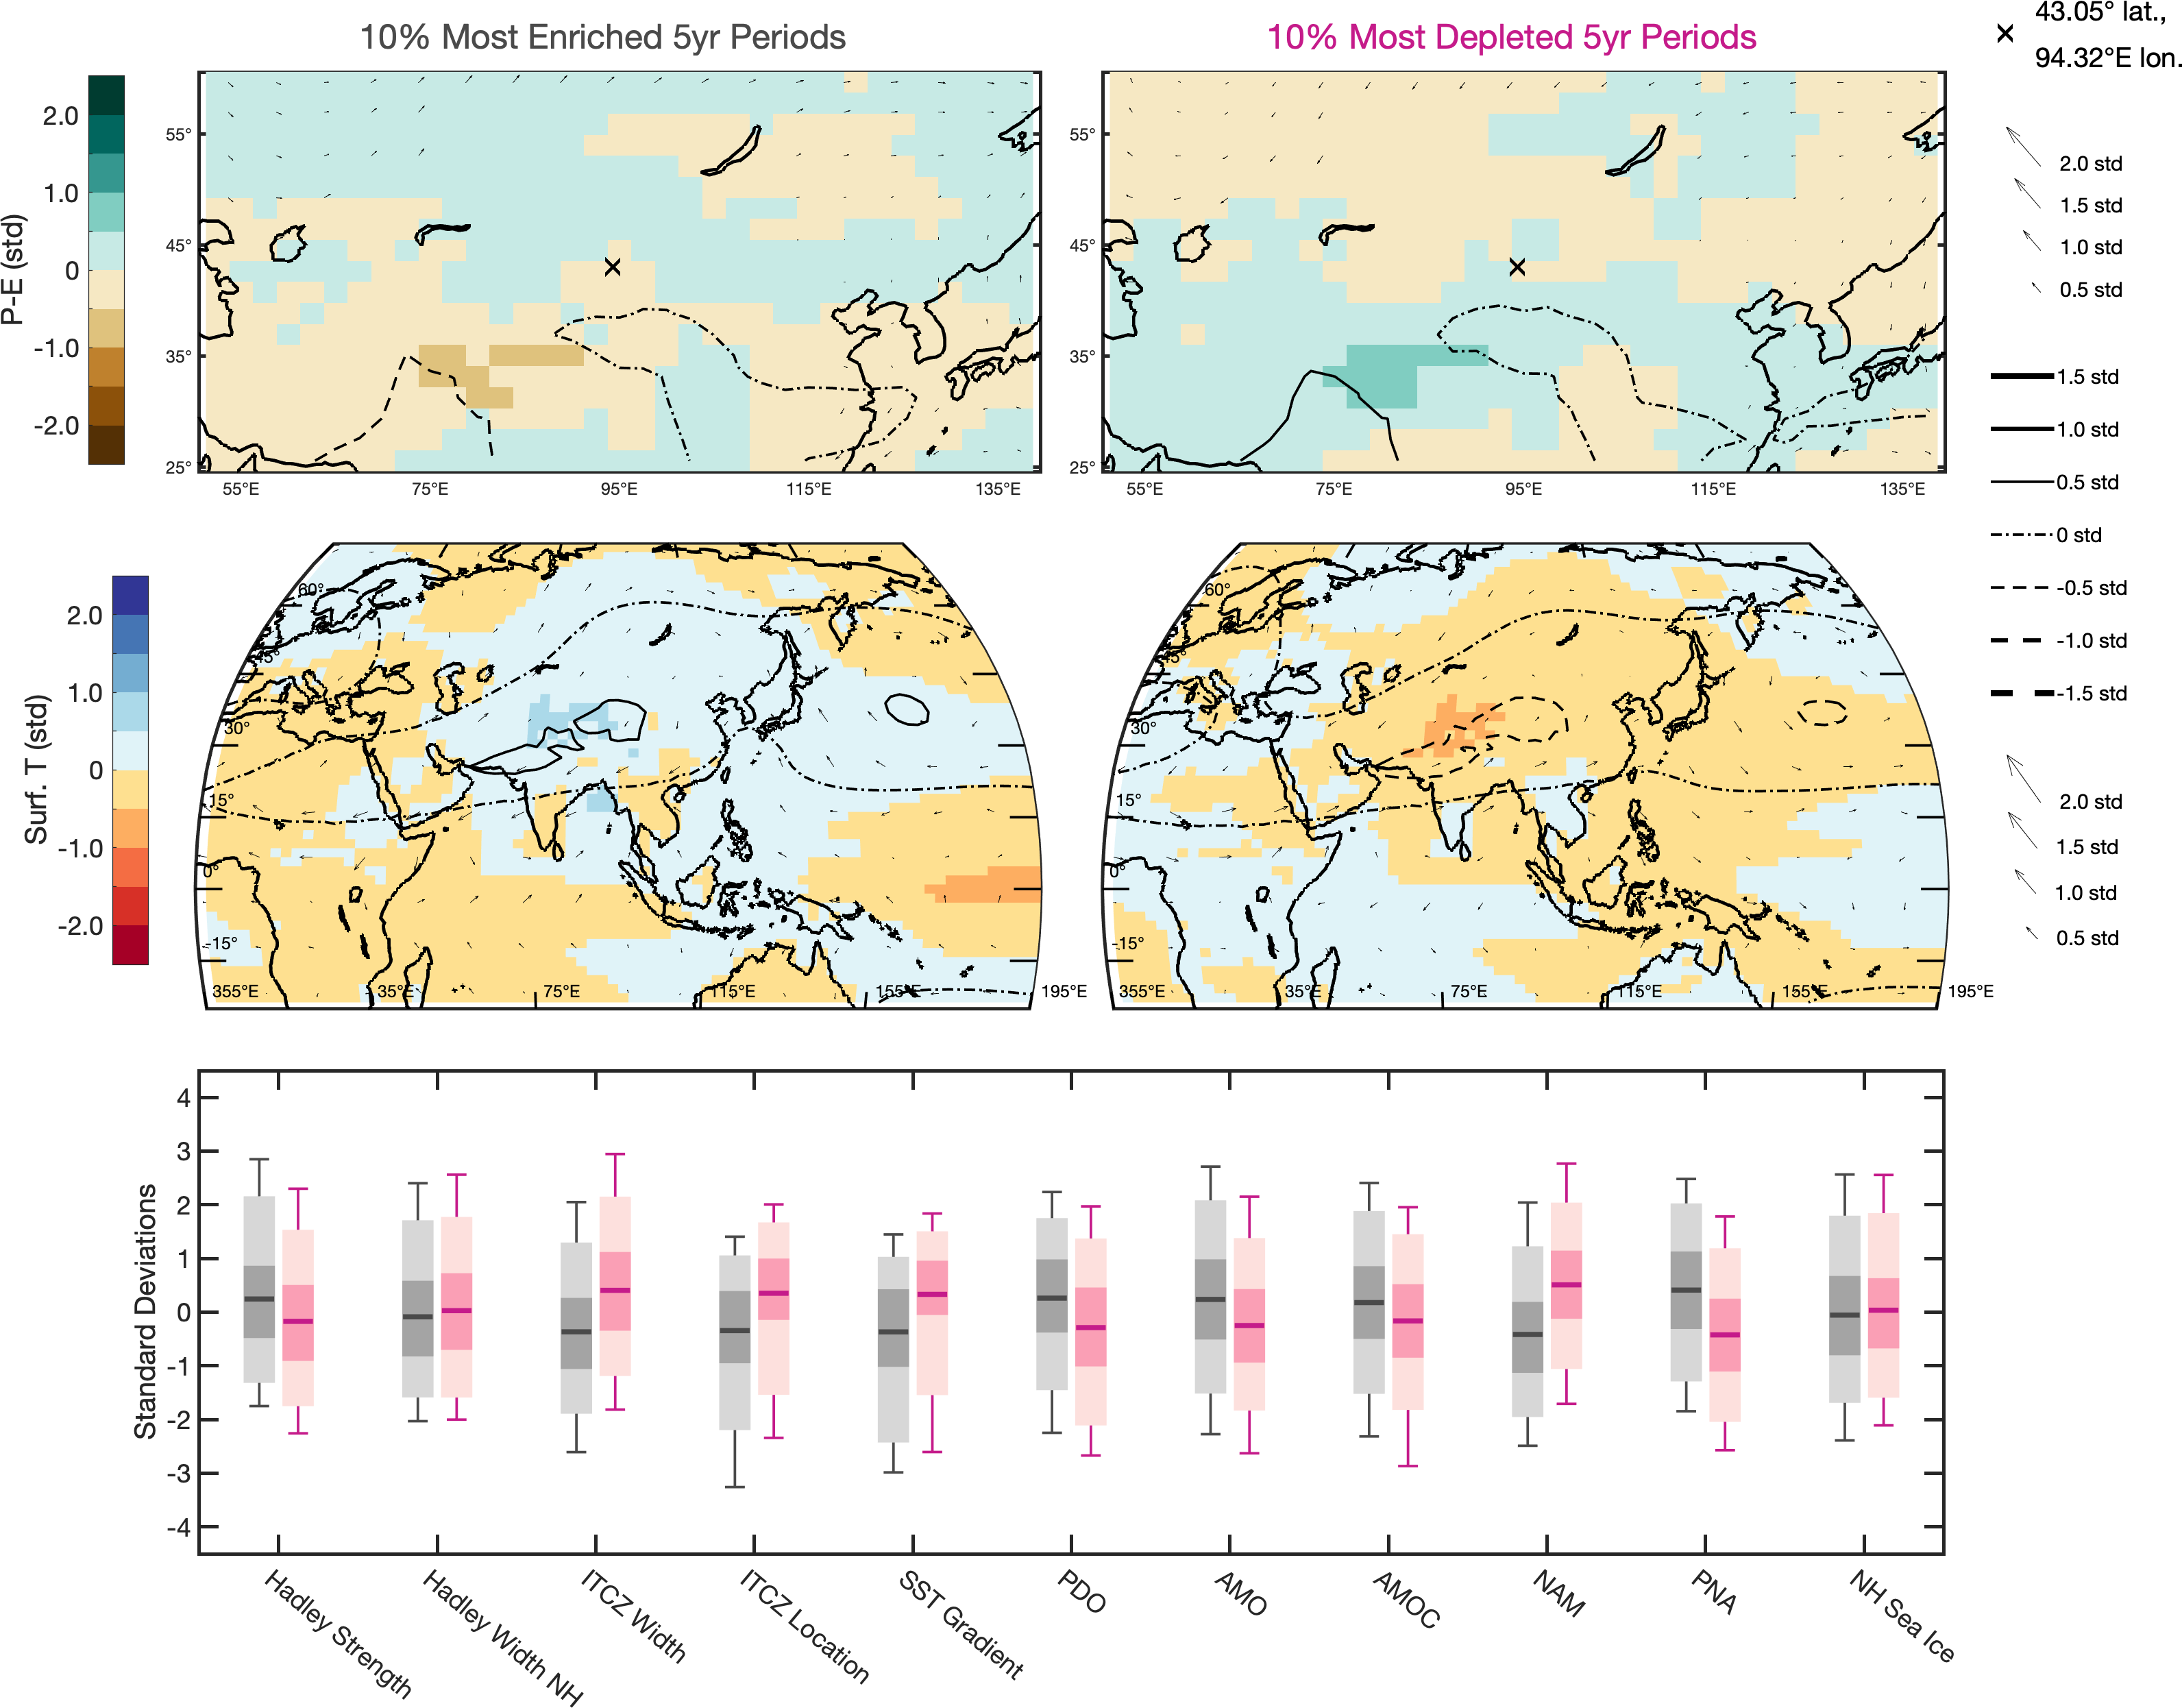 10% Most Enriched 5yr Periods
10% Most Depleted 5yr Periods
43.05° lat.,
94.32°E lon.
P-E (std)
2.0
1.0
0
-1.0
-2.0
55°
45°
35°
25°
55°E 75°E 95°E 115°E 135°E
55°
45°
35°
25°
55°E 75°E 95°E 115°E 135°E
2.0 std
1.5 std
1.0 std
0.5 std
1.5 std
1.0 std
0.5 std
0 std
-0.5 std
-1.0 std
-1.5 std
Surf. T (std)
2.0
1.0
0
-1.0
-2.0
60°
45°
30°
15°
0°
-15°
355°E 35°E 75°E 115°E 155°E 195°E
60°
45°
30°
15°
0°
-15°
355°E 35°E 75°E 115°E 155°E 195°E
2.0 std
1.5 std
1.0 std
0.5 std
Standard Deviations
4
3
2
1
0
-1
-2
-3
-4
Hadley Strength
Hadley Width NH
ITCZ Width
ITCZ Location
SST Gradient
PDO
AMO
AMOC
NAM
PNA
NH Sea Ice